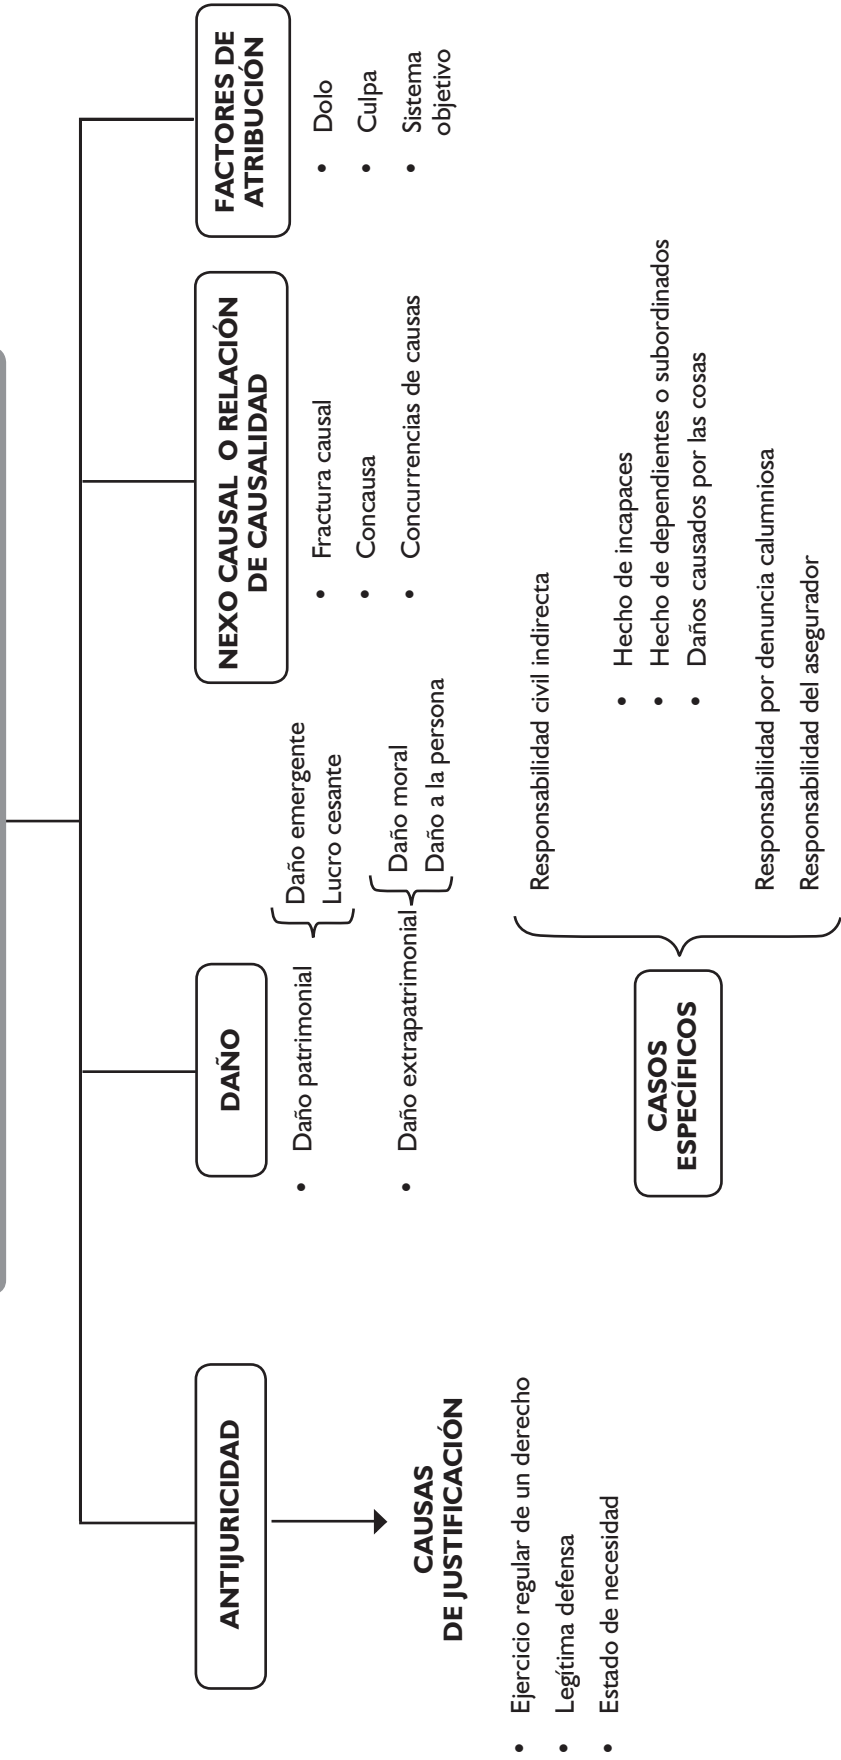 ANTIJURICIDAD
CAUSAS
DE JUSTIFICACIÓN
• Ejercicio regular de un derecho
• Legítima defensa
• Estado de necesidad
DAÑO
• Daño patrimonial
Daño emergente
Lucro cesante
• Daño extrapatrimonial
Daño moral
Daño a la persona
NEXO CAUSAL O RELACIÓN
DE CAUSALIDAD
• Fractura causal
• Concausa
• Concurrencias de causas
FACTORES DE
ATRIBUCIÓN
• Dolo
• Culpa
• Sistema
objetivo
CASOS
ESPECÍFICOS
Responsabilidad civil indirecta
• Hecho de incapaces
• Hecho de dependientes o subordinados
• Daños causados por las cosas
Responsabilidad por denuncia calumniosa
Responsabilidad del asegurador